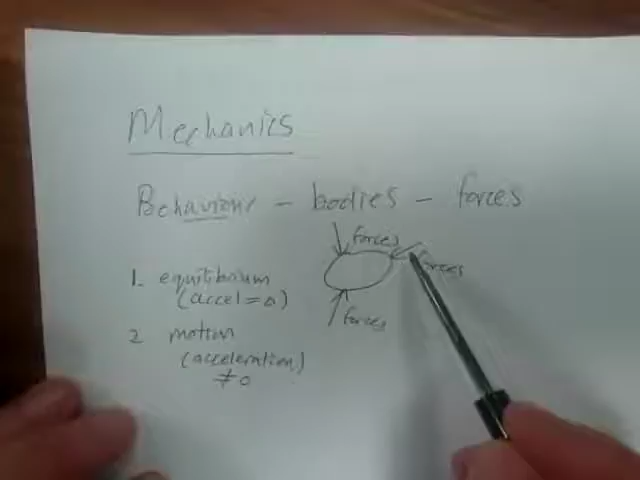 Mechanics
Behaviour - bodies - forces
forces
forces
1. equilibrium
(accel = 0)
forces
2 motion
(acceleration)
≠ 0